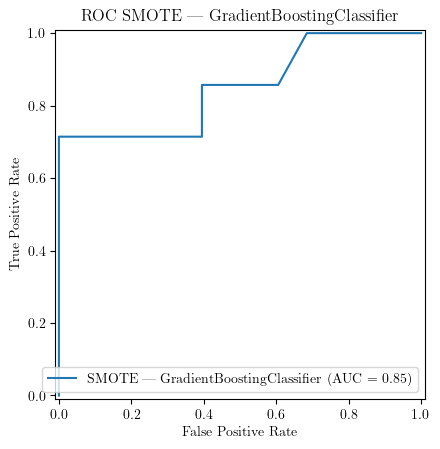 ROC SMOTE — GradientBoostingClassifier
1.0
0.8
0.6
0.4
0.2
0.0
True Positive Rate
SMOTE — GradientBoostingClassifier (AUC = 0.85)
0.0 0.2 0.4 0.6 0.8 1.0
False Positive Rate